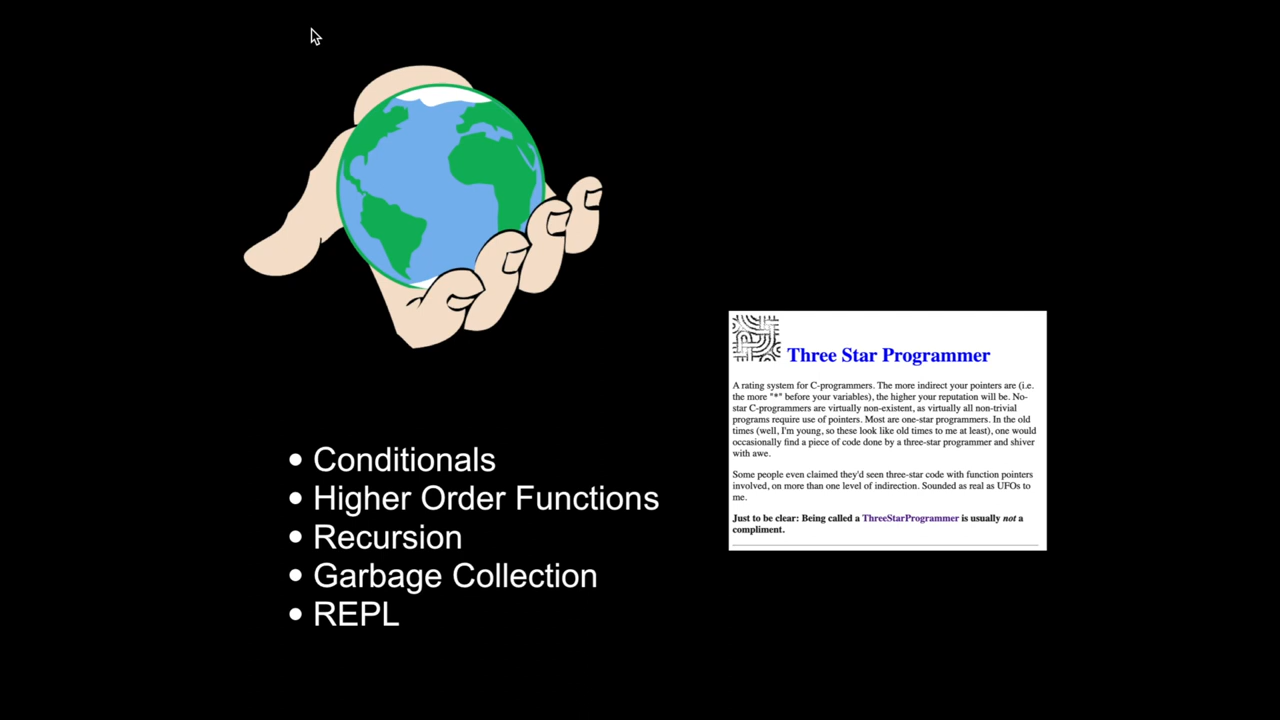 Three Star Programmer
A rating system for C-programmers. The more indirect your pointers are (i.e.
the more "*" before your variables), the higher your reputation will be. No-
star C-programmers are virtually non-existent, as virtually all non-trivial
programs require use of pointers. Most are one-star programmers. In the old
times (well, I'm young, so these look like old times to me at least), one would
occasionally find a piece of code done by a three-star programmer and shiver
with awe.
Some people even claimed they'd seen three-star code with function pointers
involved, on more than one level of indirection. Sounded as real as UFOs to
me.
Just to be clear: Being called a ThreeStarProgrammer is usually not a
compliment.
• Conditionals
• Higher Order Functions
• Recursion
• Garbage Collection
• REPL